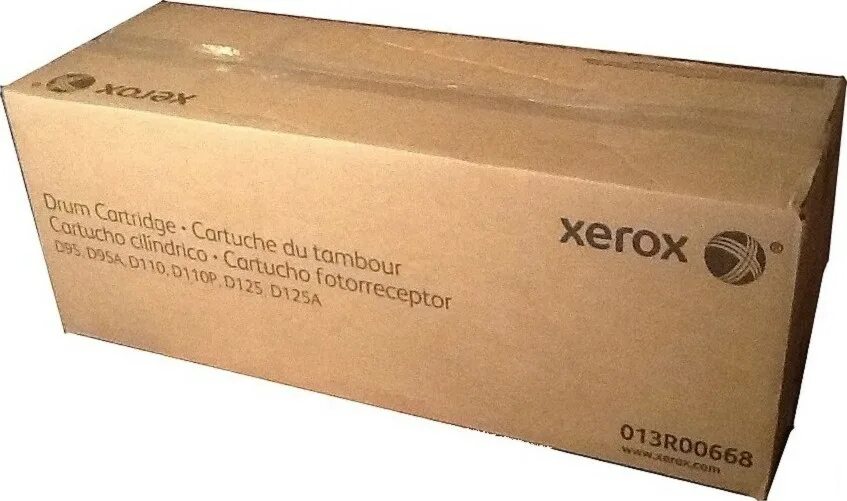 xerox ®
Drum Cartridge • Cartuche du tambour
Cartucho cilíndrico • Cartucho fotorreceptor
D95, D95A, D110, D110P, D125, D125A
xerox ®
013R00668
www.xerox.com